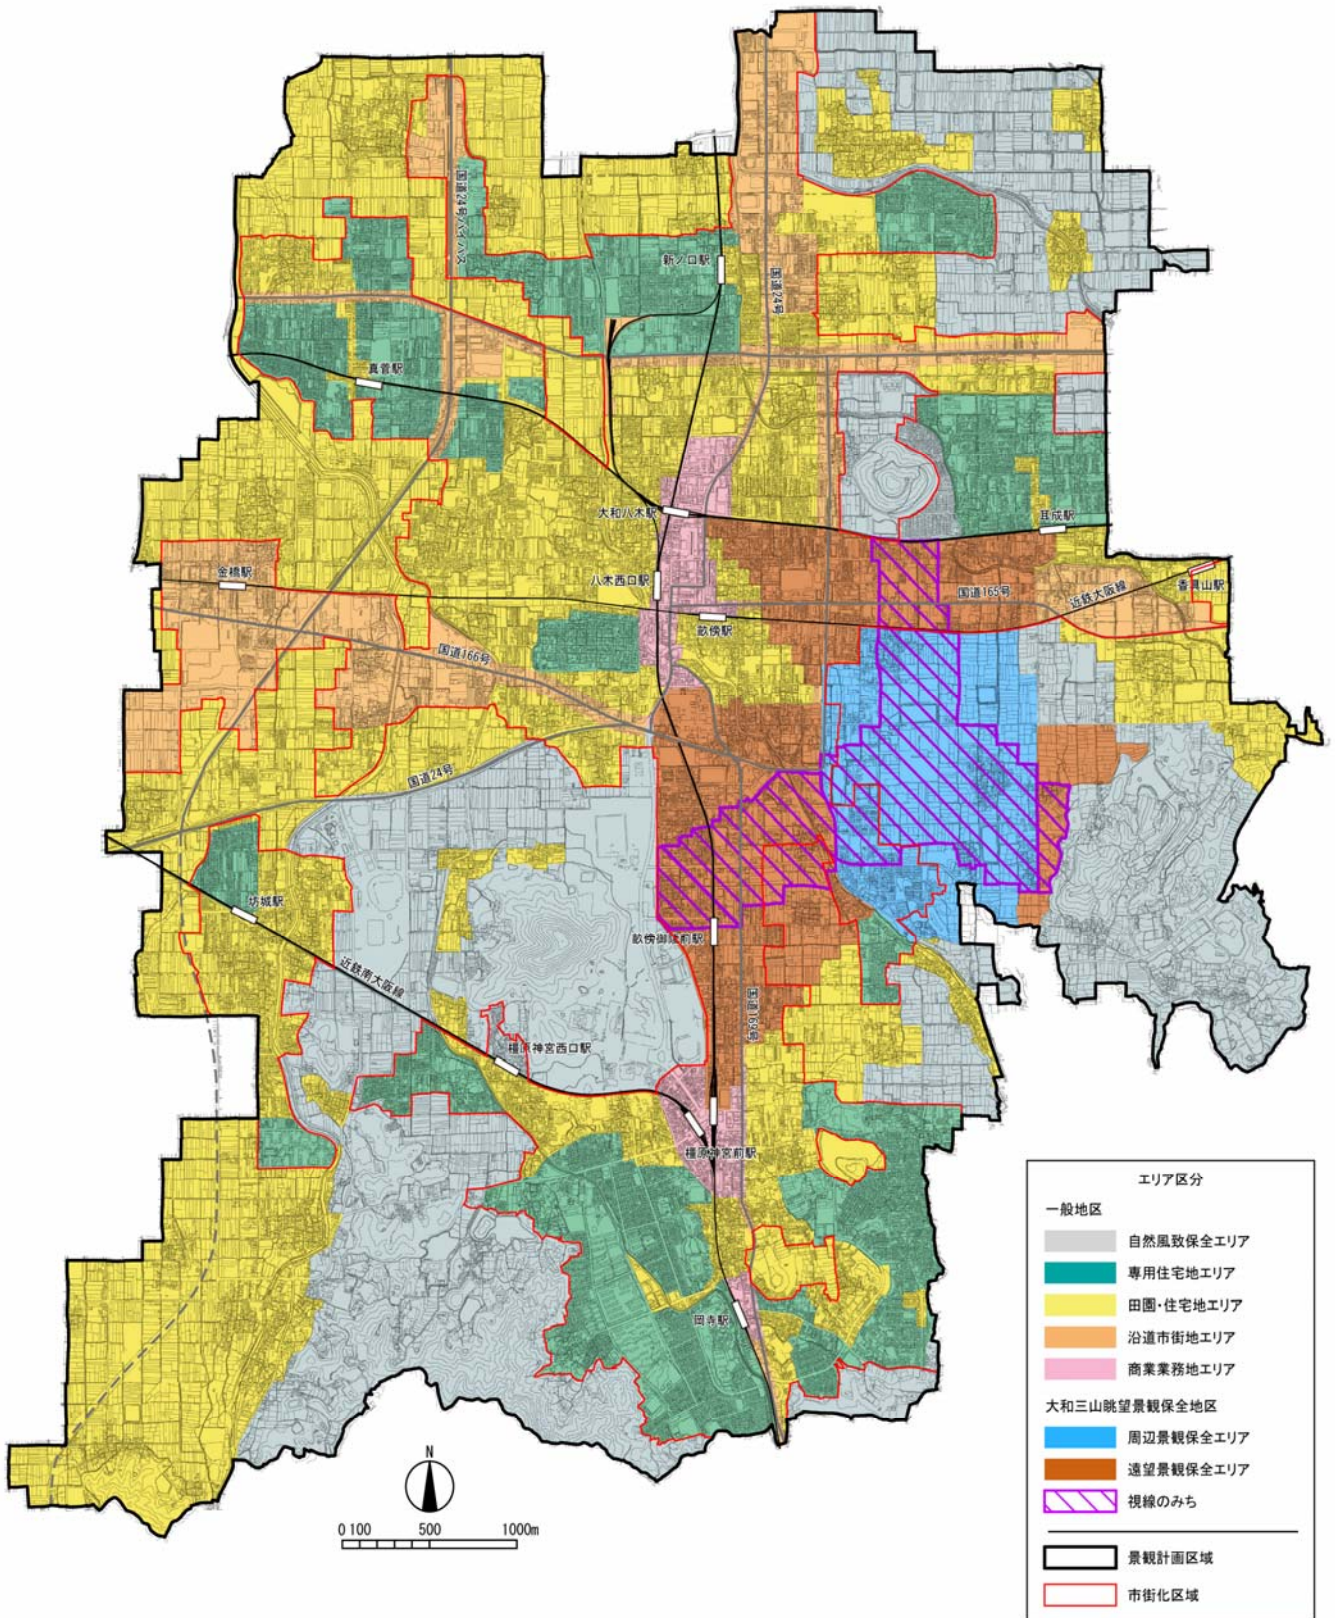 国道24号バイパス
新ノ口駅
国道24号
真菅駅
大和八木駅
耳成駅
金橋駅
八木西口駅
国道165号
近鉄大阪線
香具山駅
畝傍駅
国道166号
国道24号
坊城駅
畝傍御陵前駅
近鉄南大阪線
国道169号
橿原神宮西口駅
橿原神宮前駅
岡寺駅
N
0 100 500 1000m
エリア区分
一般地区
自然風致保全エリア
専用住宅地エリア
田園・住宅地エリア
沿道市街地エリア
商業業務地エリア
大和三山眺望景観保全地区
周辺景観保全エリア
遠望景観保全エリア
視線のみち
景観計画区域
市街化区域